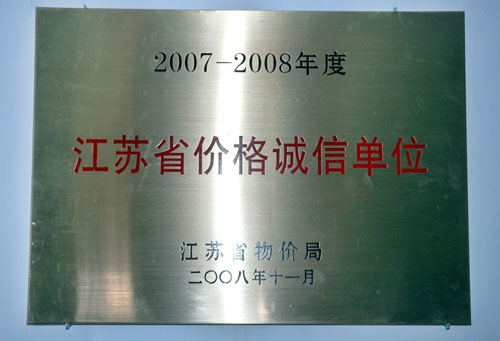 2007-2008年度
江苏省价格诚信单位
江苏省物价局
二〇〇八年十一月